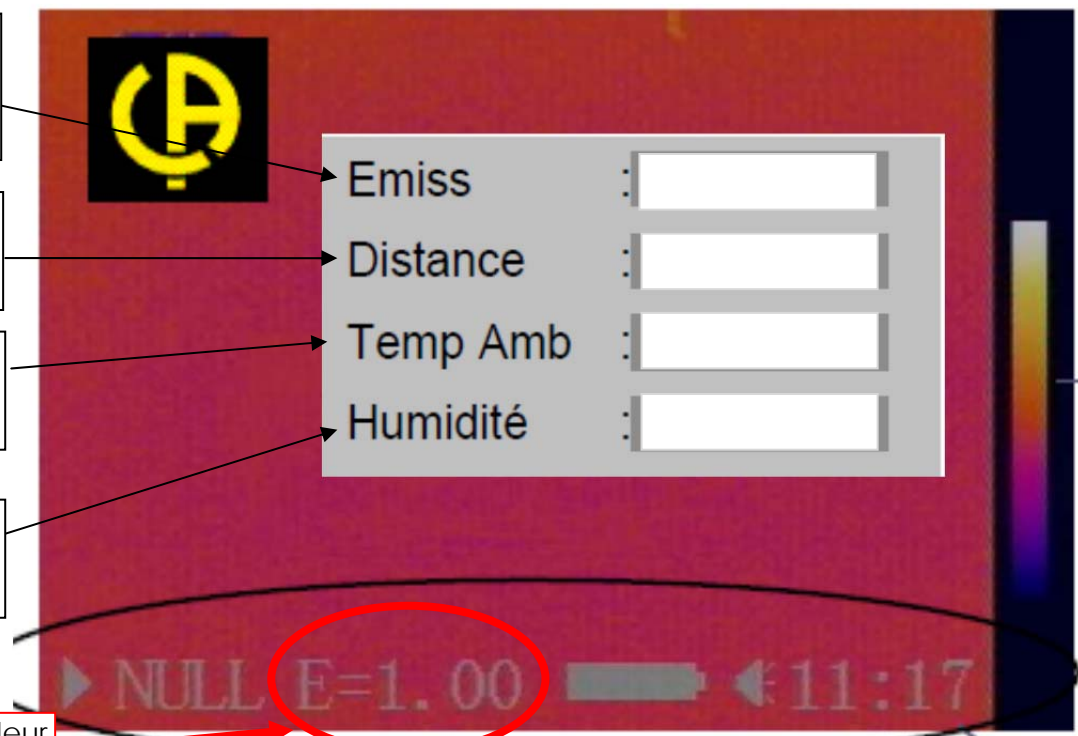 Emiss :
Distance :
Temp Amb :
Humidité :
NULL E=1.00 11:17